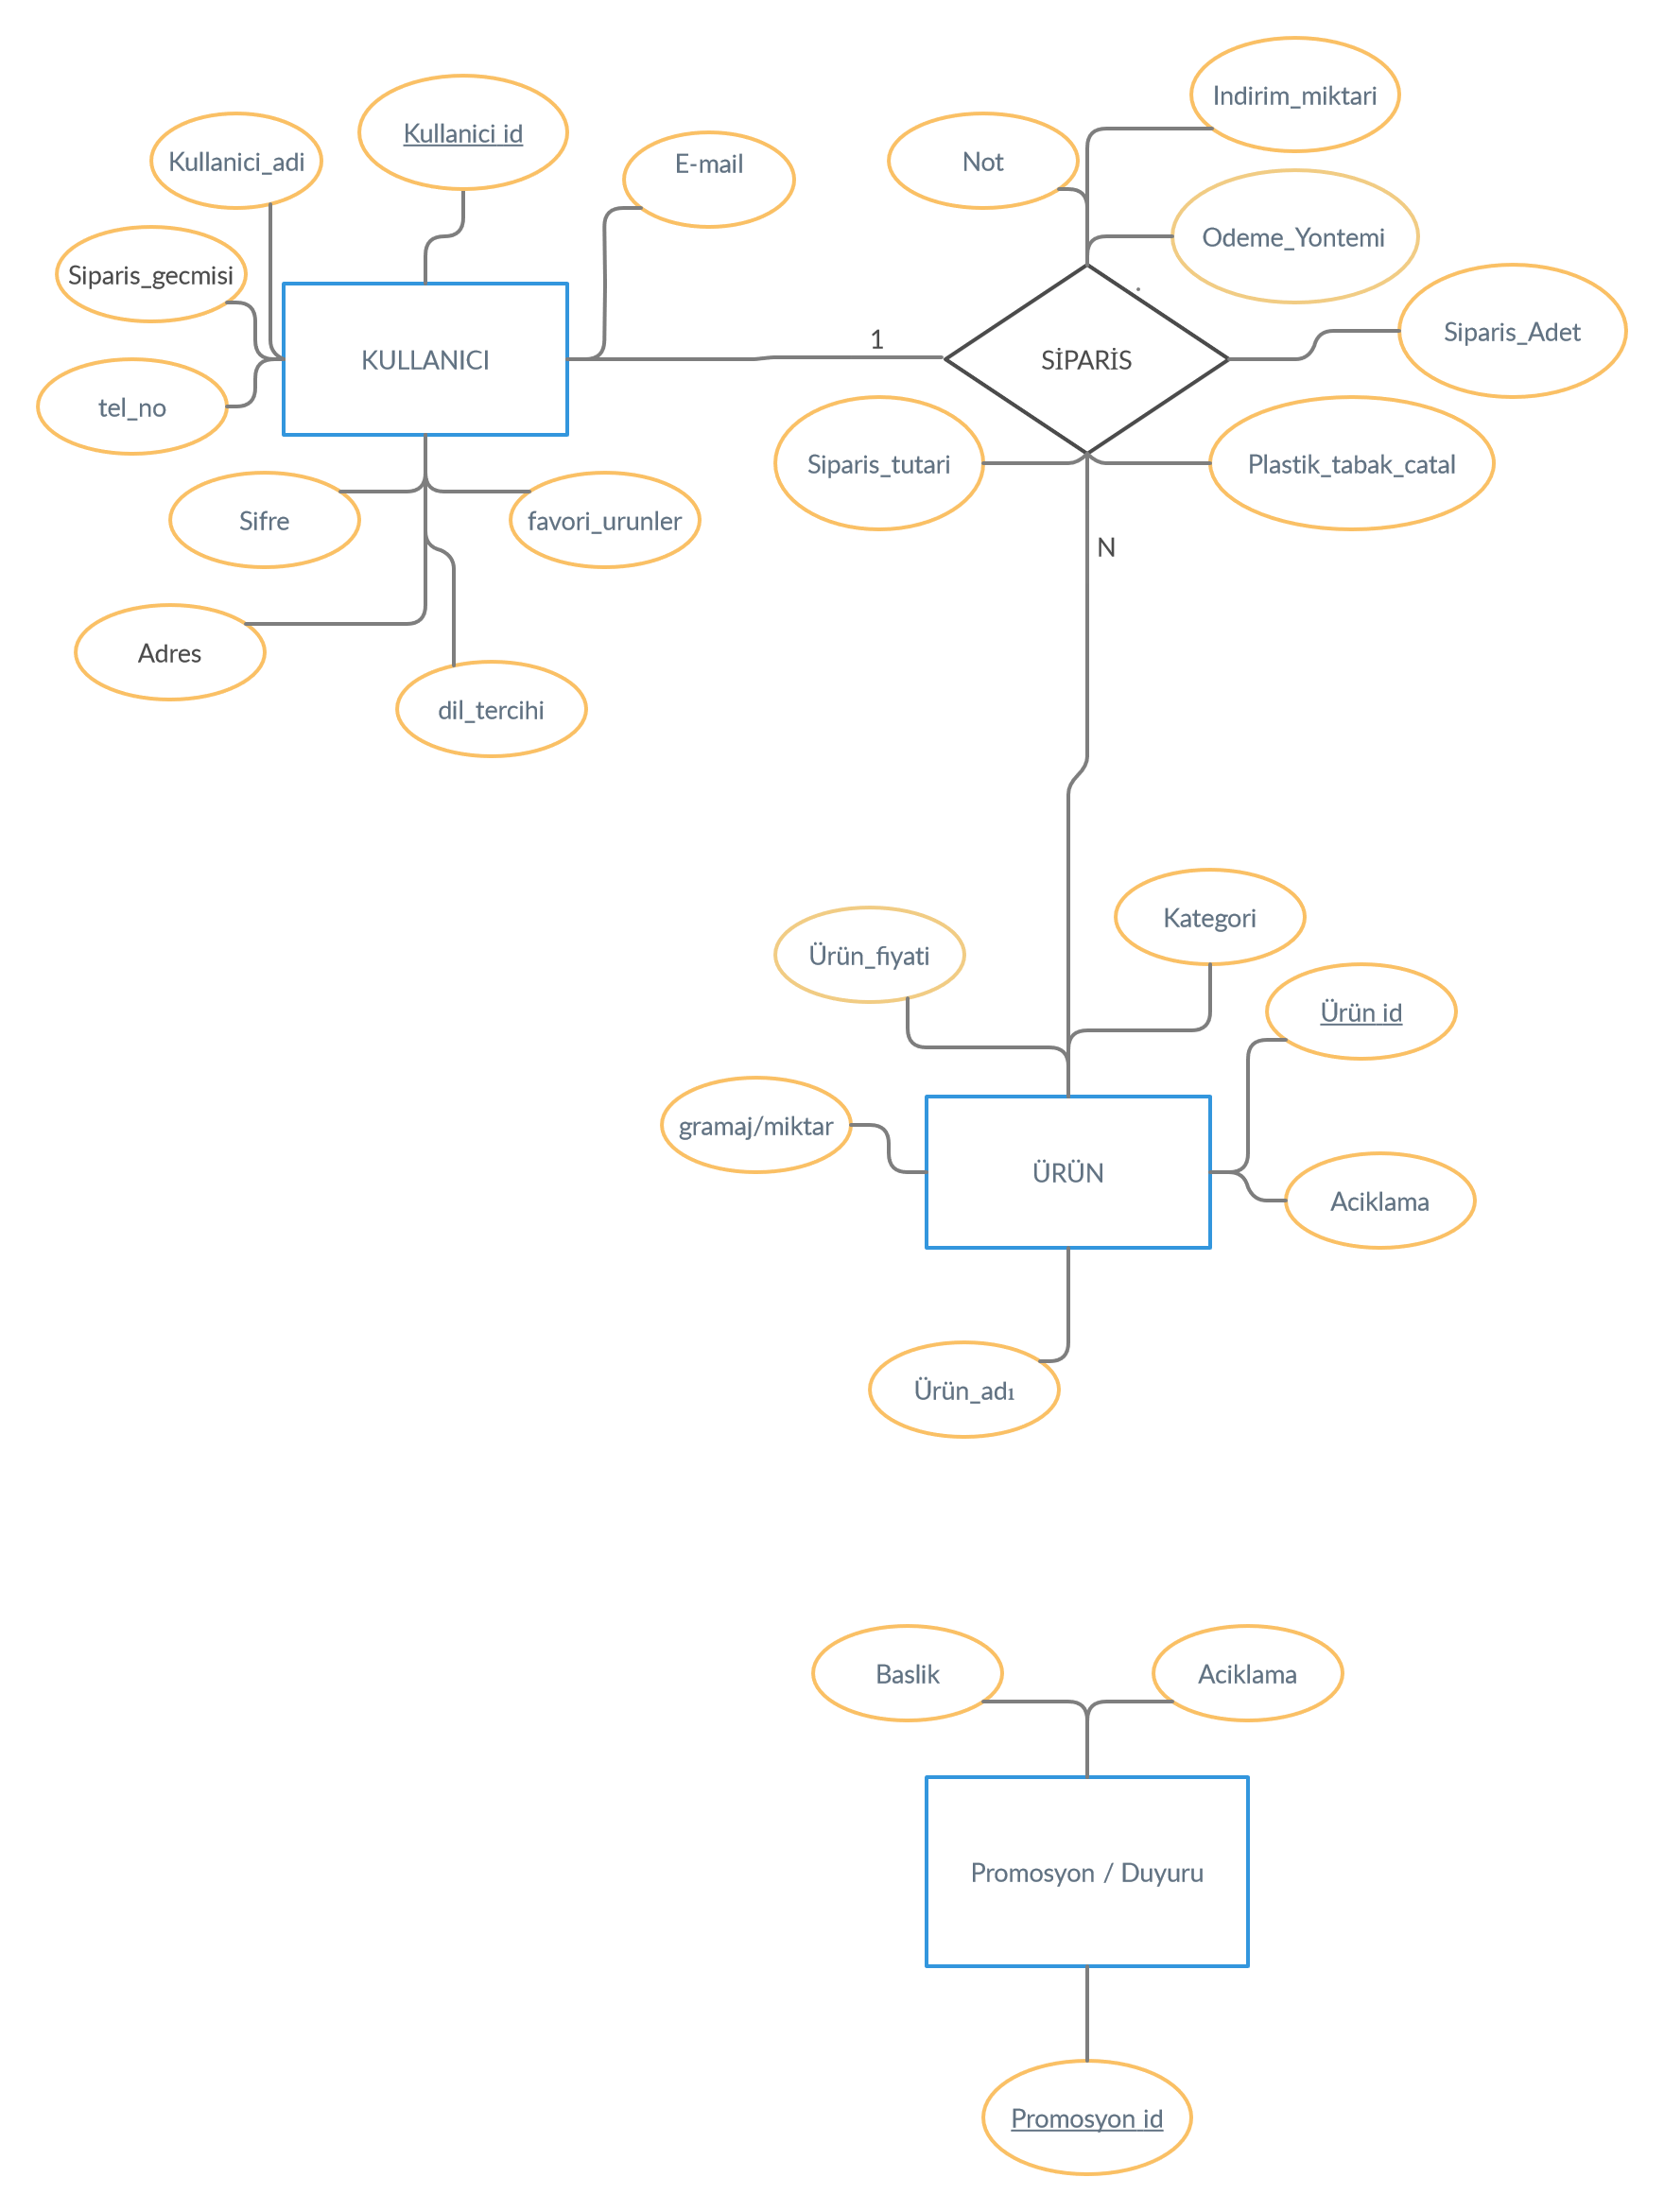 Indirim_miktari
Kullanici id
Kullanici_adi
E-mail
Not
Odeme_Yontemi
Siparis_gecmisi
Siparis_Adet
1
KULLANICI
SİPARİS
tel_no
Siparis_tutari
Plastik_tabak_catal
Sifre
favori_urunler
N
Adres
dil_tercihi
Kategori
Ürün_fiyati
Ürün id
gramaj/miktar
ÜRÜN
Aciklama
Ürün_adı
Baslik
Aciklama
Promosyon / Duyuru
Promosyon id